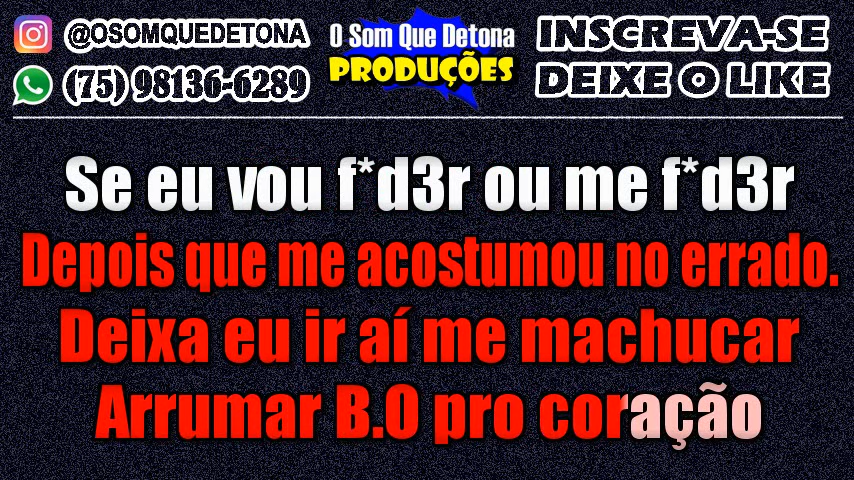 @OSOMQUEDETONA
(75) 98136-6289
O Som Que Detona
PRODUÇÕES
INSCREVA-SE
DEIXE O LIKE
Se eu vou f*d3r ou me f*d3r
Depois que me acostumou no errado.
Deixa eu ir aí me machucar
Arrumar B.O pro coração